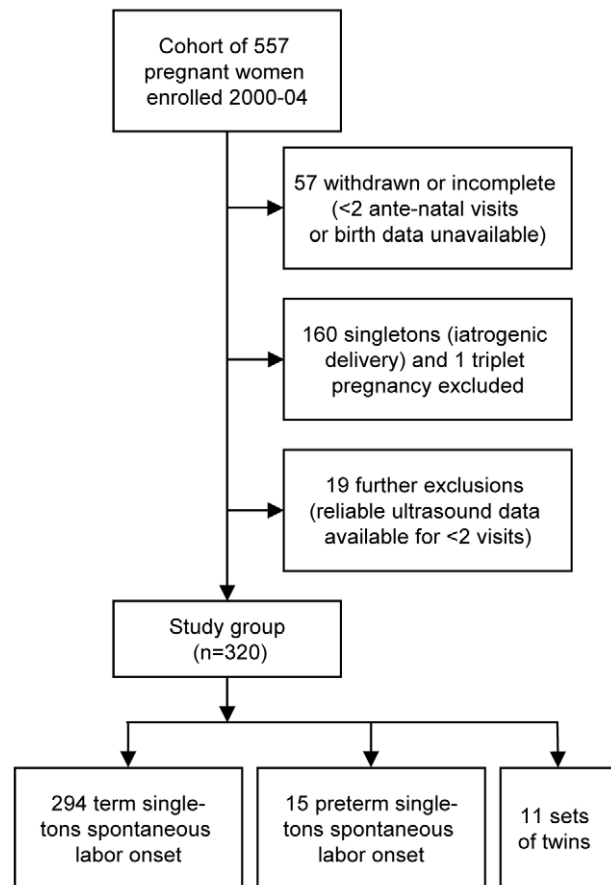 Cohort of 557
pregnant women
enrolled 2000-04
57 withdrawn or incomplete
(<2 ante-natal visits
or birth data unavailable)
160 singletons (iatrogenic
delivery) and 1 triplet
pregnancy excluded
19 further exclusions
(reliable ultrasound data
available for <2 visits)
Study group
(n=320)
294 term single-
tons spontaneous
labor onset
15 preterm single-
tons spontaneous
labor onset
11 sets
of twins